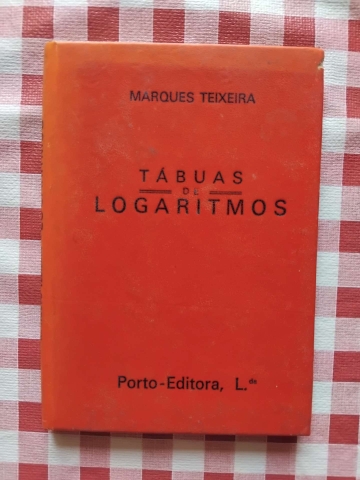 MARQUES TEIXEIRA
TÁBUAS
DE
LOGARITMOS
Porto-Editora, L.da